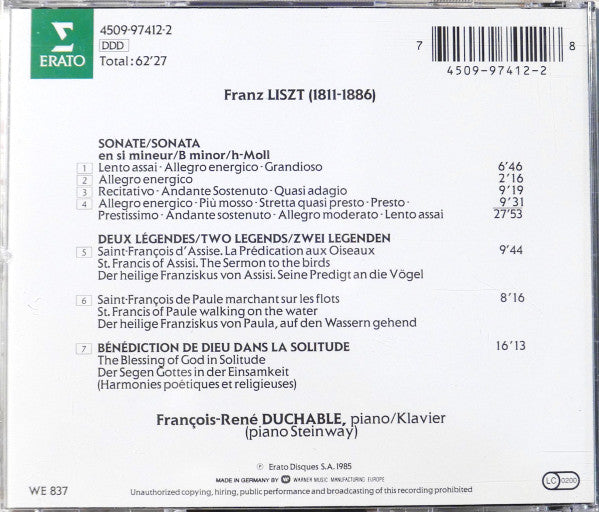 ERATO
4509-97412-2
DDD
Total: 62'27
7 4509-97412-2 8
Franz LISZT (1811-1886)
SONATE/SONATA
en si mineur/B minor/h-Moll
1 Lento assai · Allegro energico · Grandioso 6'46
2 Allegro energico 2'16
3 Recitativo · Andante Sostenuto · Quasi adagio 9'19
4 Allegro energico · Più mosso · Stretta quasi presto · Presto · 9'31
Prestissimo · Andante sostenuto · Allegro moderato · Lento assai 27'53
DEUX LÉGENDES/TWO LEGENDS/ZWEI LEGENDEN
5 Saint-François d'Assise. La Prédication aux Oiseaux 9'44
St. Francis of Assisi. The Sermon to the birds
Der heilige Franziskus von Assisi. Seine Predigt an die Vögel
6 Saint-François de Paule marchant sur les flots 8'16
St. Francis of Paule walking on the water
Der heilige Franziskus von Paula, auf den Wassern gehend
7 BÉNÉDICTION DE DIEU DANS LA SOLITUDE 16'13
The Blessing of God in Solitude
Der Segen Gottes in der Einsamkeit
(Harmonies poétiques et religieuses)
François-René DUCHABLE, piano/Klavier
(piano Steinway)
℗ Erato Disques S.A. 1985
MADE IN GERMANY BY WARNER MUSIC MANUFACTURING EUROPE
LC 0200
WE 837
Unauthorized copying, hiring, public performance and broadcasting of this recording prohibited